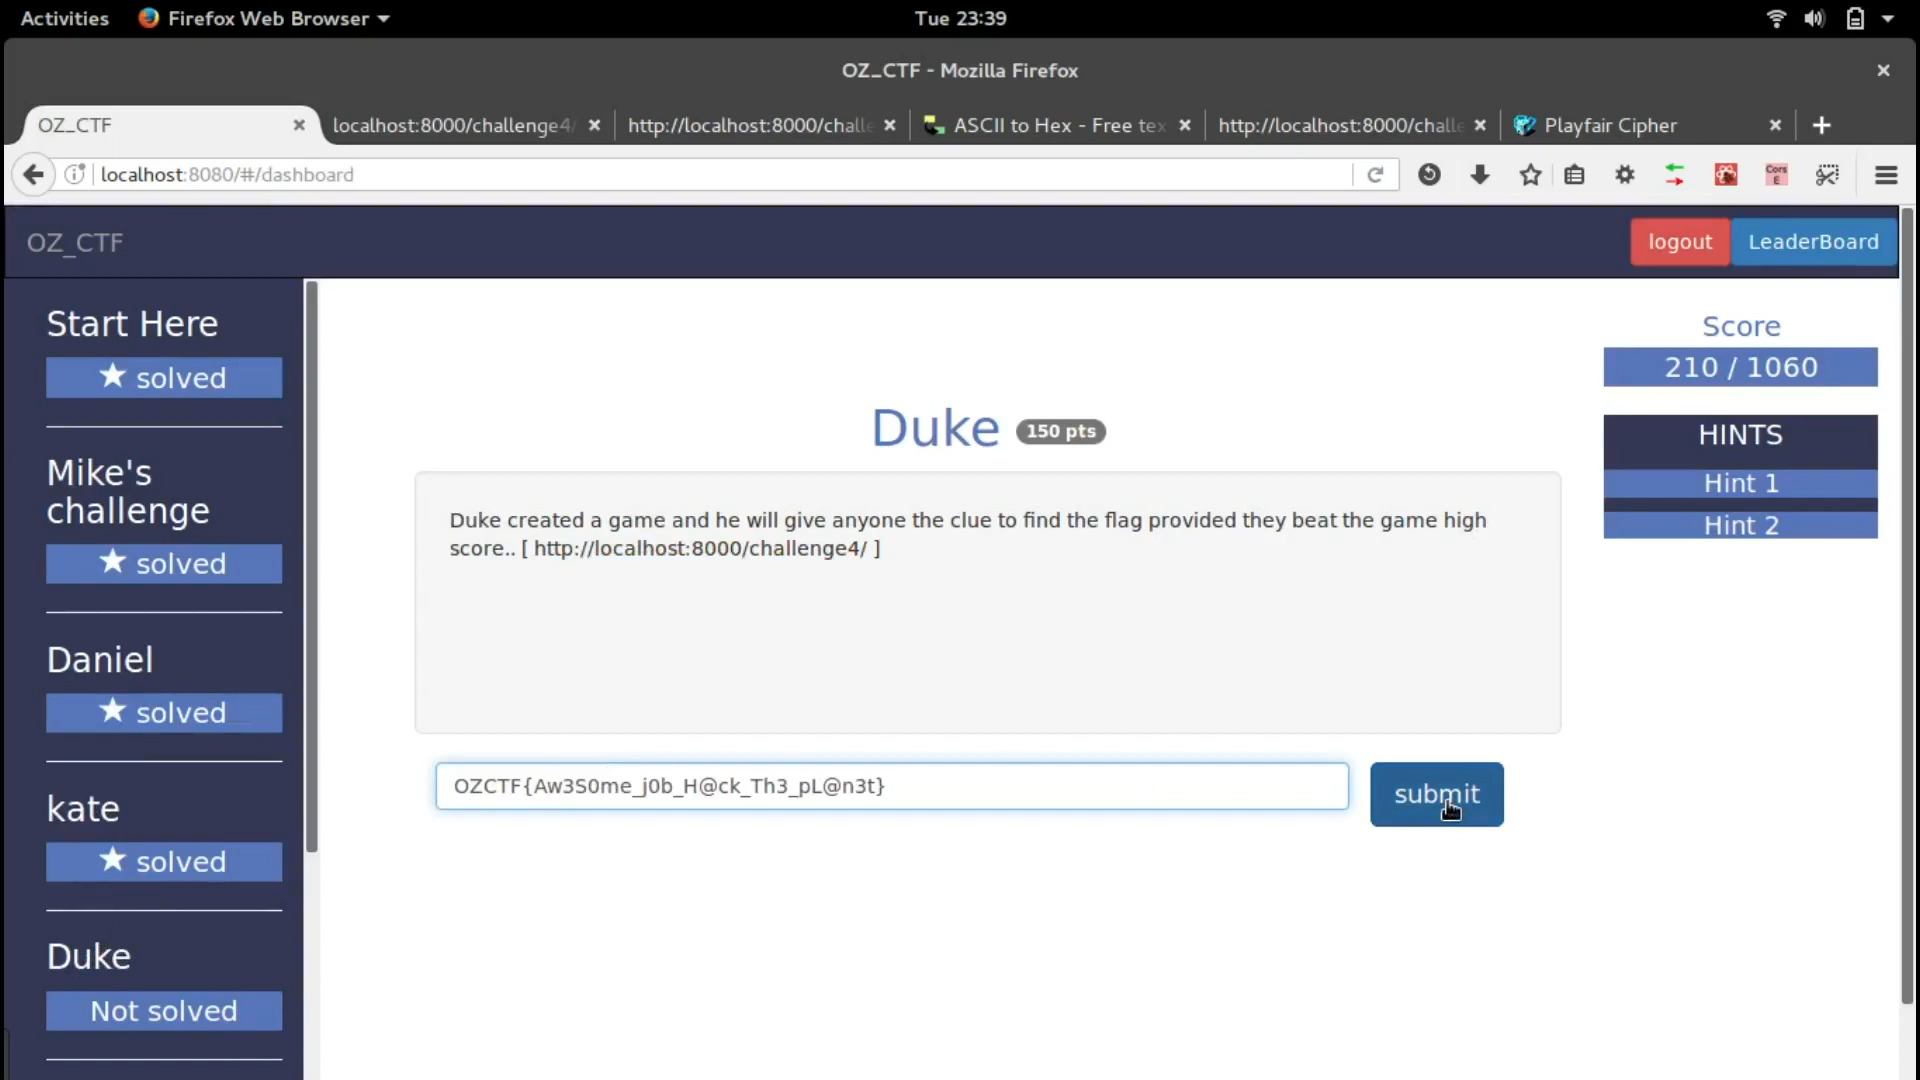 Activities Firefox Web Browser Tue 23:39
OZ_CTF - Mozilla Firefox
OZ_CTF localhost:8000/challenge4/ http://localhost:8000/challe ASCII to Hex - Free tex http://localhost:8000/challe Playfair Cipher
localhost:8080/#/dashboard
Cors E
OZ_CTF logout LeaderBoard
Start Here
★ solved
Mike's
challenge
★ solved
Daniel
★ solved
kate
★ solved
Duke
Not solved
Duke 150 pts
Duke created a game and he will give anyone the clue to find the flag provided they beat the game high
score.. [ http://localhost:8000/challenge4/ ]
OZCTF{Aw3S0me_j0b_H@ck_Th3_pL@n3t}
submit
Score
210 / 1060
HINTS
Hint 1
Hint 2